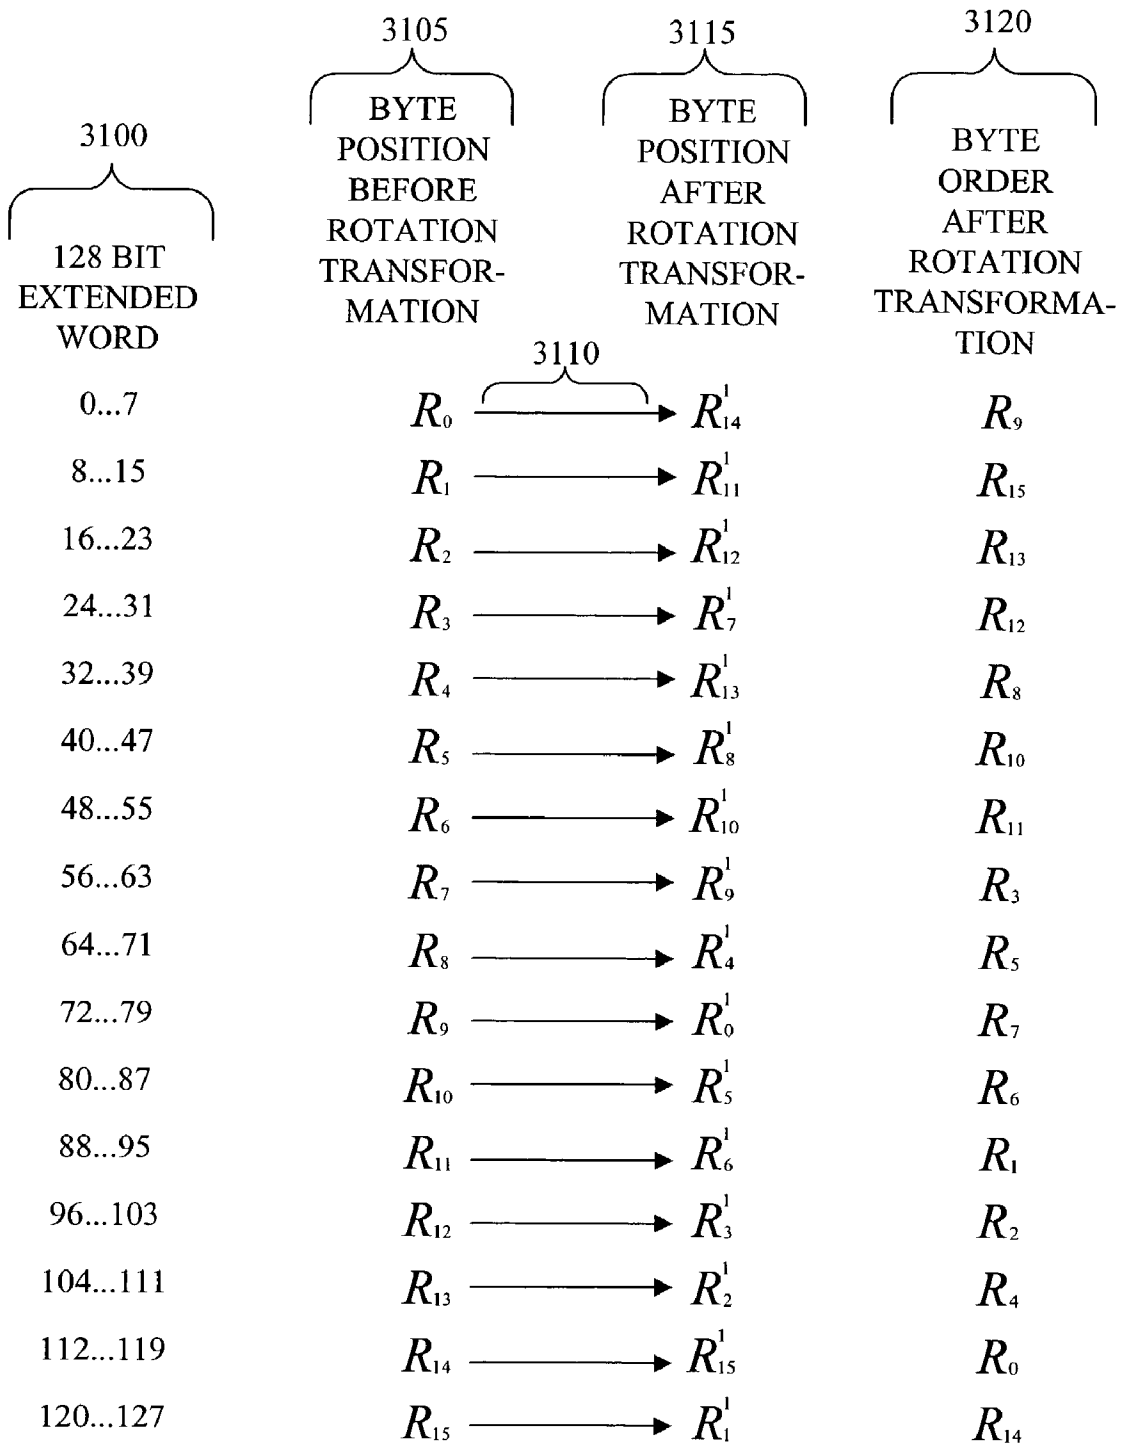 3105 3115 3120
3100
128 BIT
EXTENDED
WORD
BYTE
POSITION
BEFORE
ROTATION
TRANSFOR-
MATION
BYTE
POSITION
AFTER
ROTATION
TRANSFOR-
MATION
BYTE
ORDER
AFTER
ROTATION
TRANSFORMA-
TION
3110
0...7 R₀ R¹₁₄ R₉
8...15 R₁ R¹₁₁ R₁₅
16...23 R₂ R¹₁₂ R₁₃
24...31 R₃ R¹₇ R₁₂
32...39 R₄ R¹₁₃ R₈
40...47 R₅ R¹₈ R₁₀
48...55 R₆ R¹₁₀ R₁₁
56...63 R₇ R¹₉ R₃
64...71 R₈ R¹₄ R₅
72...79 R₉ R¹₀ R₇
80...87 R₁₀ R¹₅ R₆
88...95 R₁₁ R¹₆ R₁
96...103 R₁₂ R¹₃ R₂
104...111 R₁₃ R¹₂ R₄
112...119 R₁₄ R¹₁₅ R₀
120...127 R₁₅ R¹₁ R₁₄